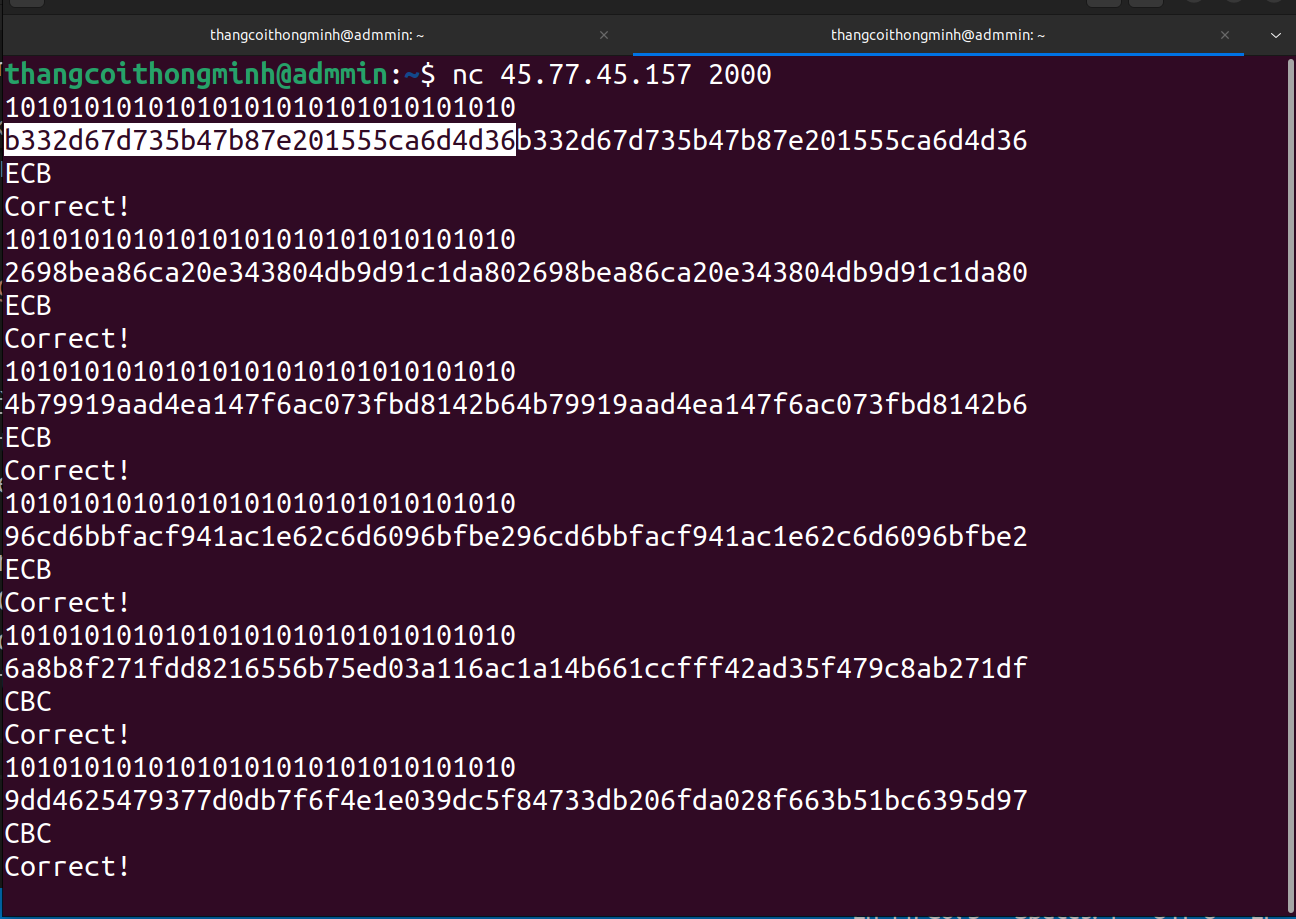 thangcoithongminh@admmin: ~
thangcoithongminh@admmin: ~
thangcoithongminh@admmin:~$ nc 45.77.45.157 2000
10101010101010101010101010101010
b332d67d735b47b87e201555ca6d4d36b332d67d735b47b87e201555ca6d4d36
ECB
Correct!
10101010101010101010101010101010
2698bea86ca20e343804db9d91c1da802698bea86ca20e343804db9d91c1da80
ECB
Correct!
10101010101010101010101010101010
4b79919aad4ea147f6ac073fbd8142b64b79919aad4ea147f6ac073fbd8142b6
ECB
Correct!
10101010101010101010101010101010
96cd6bbfacf941ac1e62c6d6096bfbe296cd6bbfacf941ac1e62c6d6096bfbe2
ECB
Correct!
10101010101010101010101010101010
6a8b8f271fdd8216556b75ed03a116ac1a14b661ccfff42ad35f479c8ab271df
CBC
Correct!
10101010101010101010101010101010
9dd4625479377d0db7f6f4e1e039dc5f84733db206fda028f663b51bc6395d97
CBC
Correct!